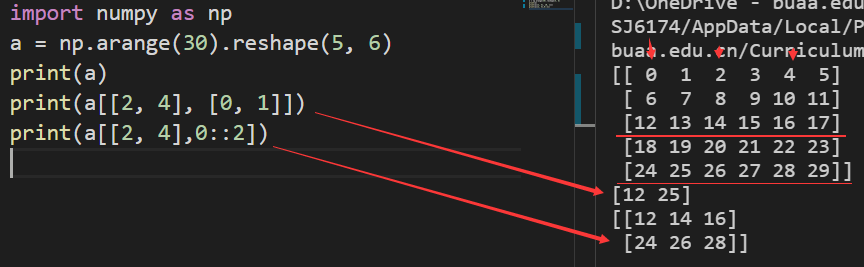 import numpy as np
a = np.arange(30).reshape(5, 6)
print(a)
print(a[[2, 4], [0, 1]])
print(a[[2, 4],0::2])
D:\OneDrive - buaa.edu
SJ6174/AppData/Local/P
buaa.edu.cn/Curriculum
[[ 0  1  2  3  4  5]
 [ 6  7  8  9 10 11]
 [12 13 14 15 16 17]
 [18 19 20 21 22 23]
 [24 25 26 27 28 29]]
[12 25]
[[12 14 16]
 [24 26 28]]